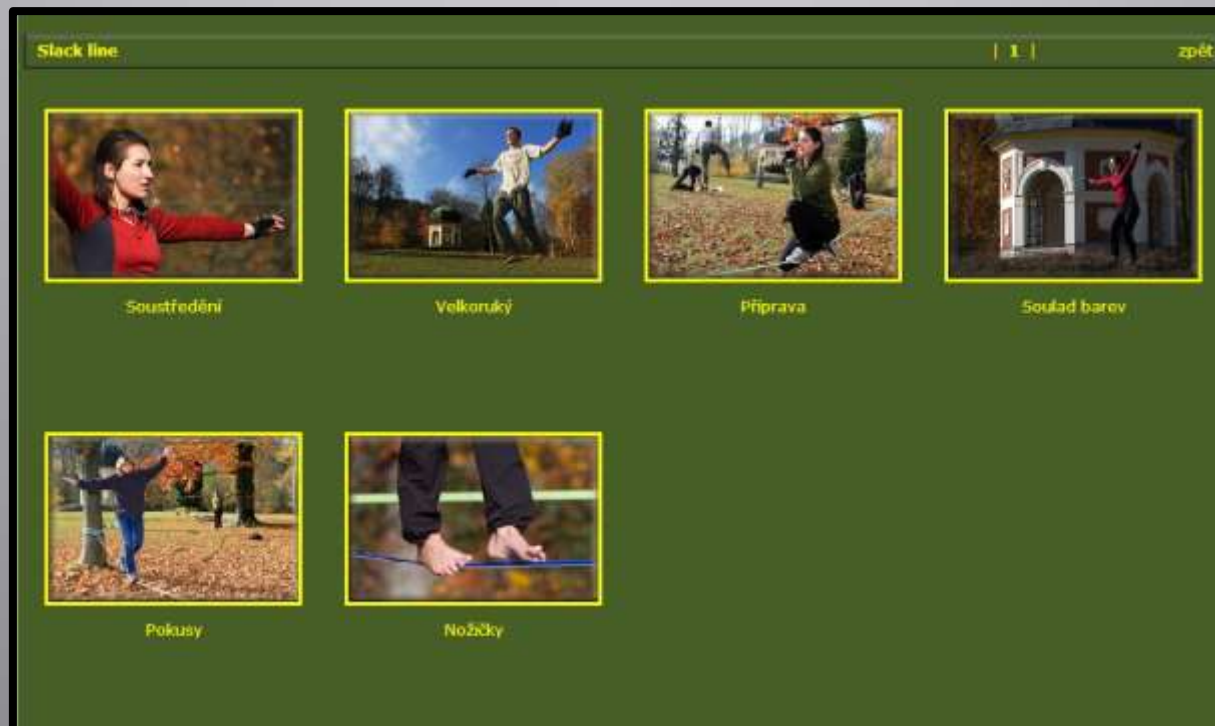 Slack line | 1 | zpět
Soustředění Velkoruký Příprava Soulad barev
Pokusy Nožičky